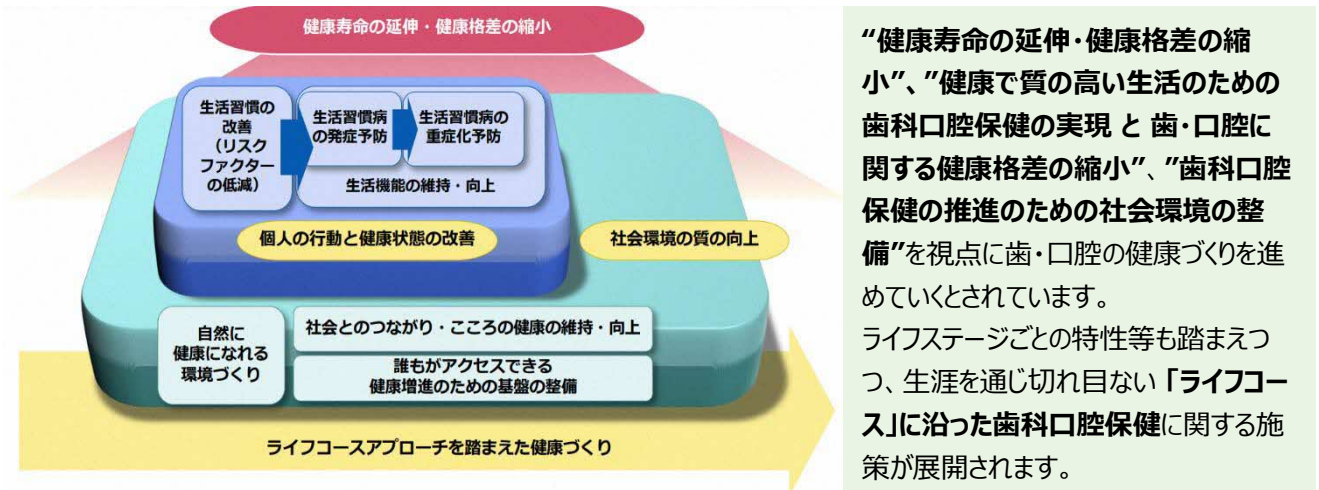 健康寿命の延伸・健康格差の縮小
生活習慣の
改善
(リスク
ファクター
の低減)
生活習慣病
の発症予防
生活習慣病の
重症化予防
生活機能の維持・向上
個人の行動と健康状態の改善
社会環境の質の向上
自然に
健康になれる
環境づくり
社会とのつながり・こころの健康の維持・向上
誰もがアクセスできる
健康増進のための基盤の整備
ライフコースアプローチを踏まえた健康づくり
“健康寿命の延伸・健康格差の縮
小”、”健康で質の高い生活のための
歯科口腔保健の実現 と 歯・口腔に
関する健康格差の縮小”、”歯科口腔
保健の推進のための社会環境の整
備”を視点に歯・口腔の健康づくりを進
めていくとされています。
ライフステージごとの特性等も踏まえつ
つ、生涯を通じ切れ目ない「ライフコー
ス」に沿った歯科口腔保健に関する施
策が展開されます。